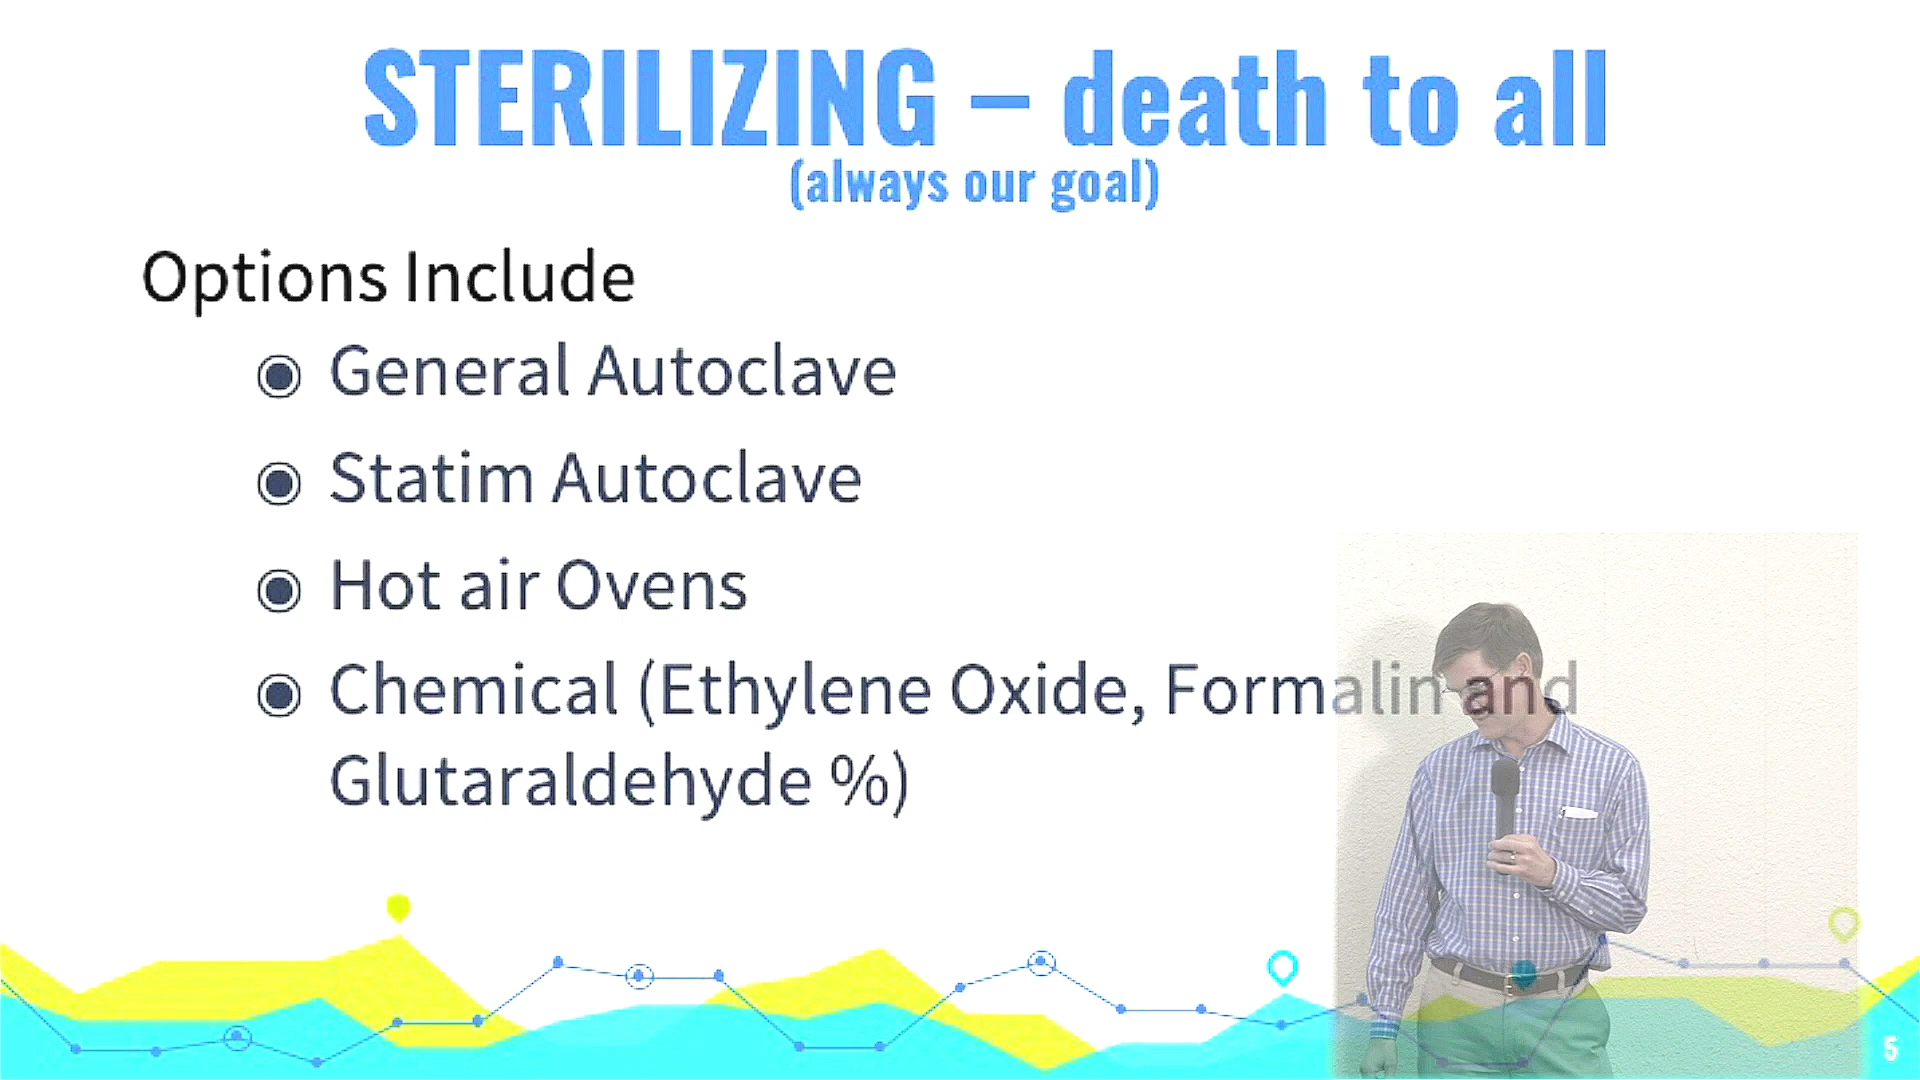 STERILIZING – death to all
(always our goal)
Options Include
General Autoclave
Statim Autoclave
Hot air Ovens
Chemical (Ethylene Oxide, Formalin and
Glutaraldehyde %)
5